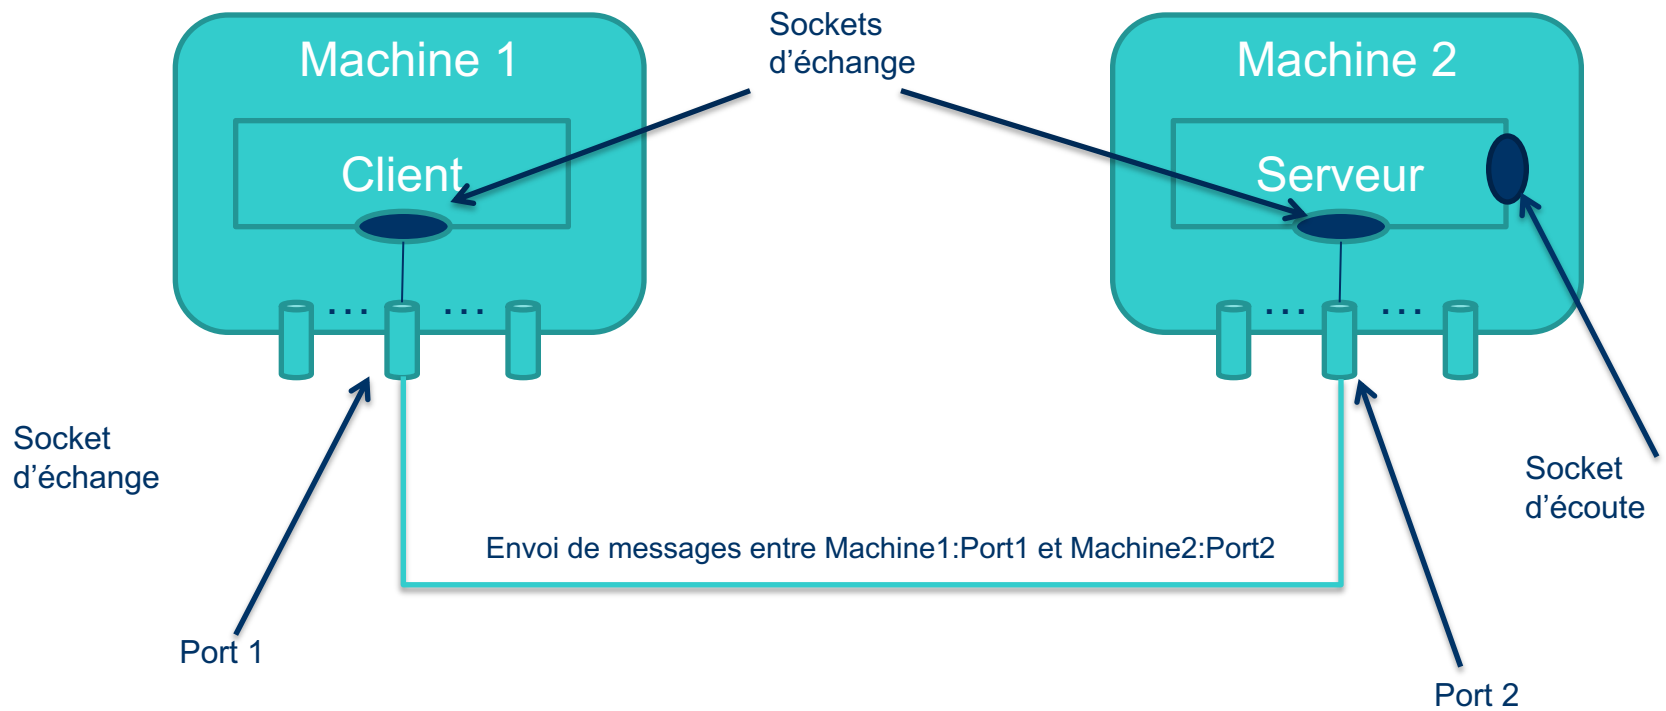 Sockets
d’échange
Machine 1
Machine 2
Client
Serveur
... ...
... ...
Socket
d’échange
Socket
d’écoute
Envoi de messages entre Machine1:Port1 et Machine2:Port2
Port 1
Port 2